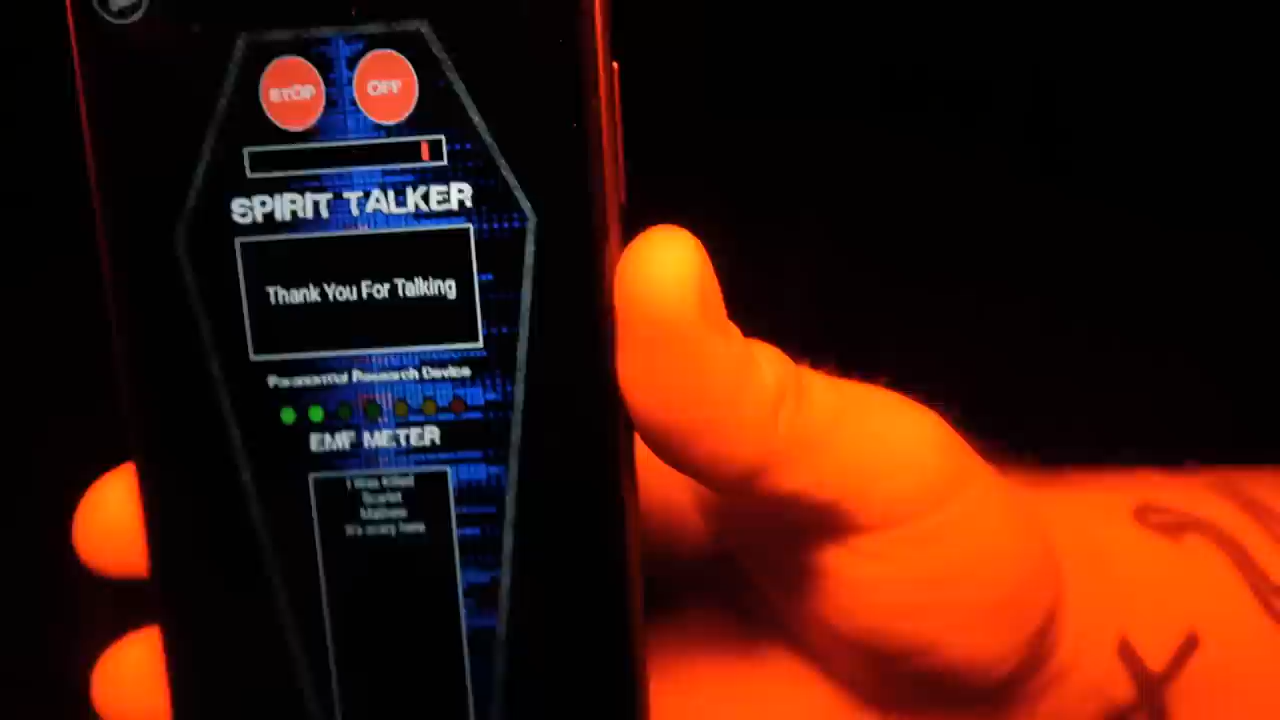 STOP OFF
SPIRIT TALKER
Thank You For Talking
Paranormal Research Device
EMF METER
I Was Killed
Scarlet
Mathew
It's scary here